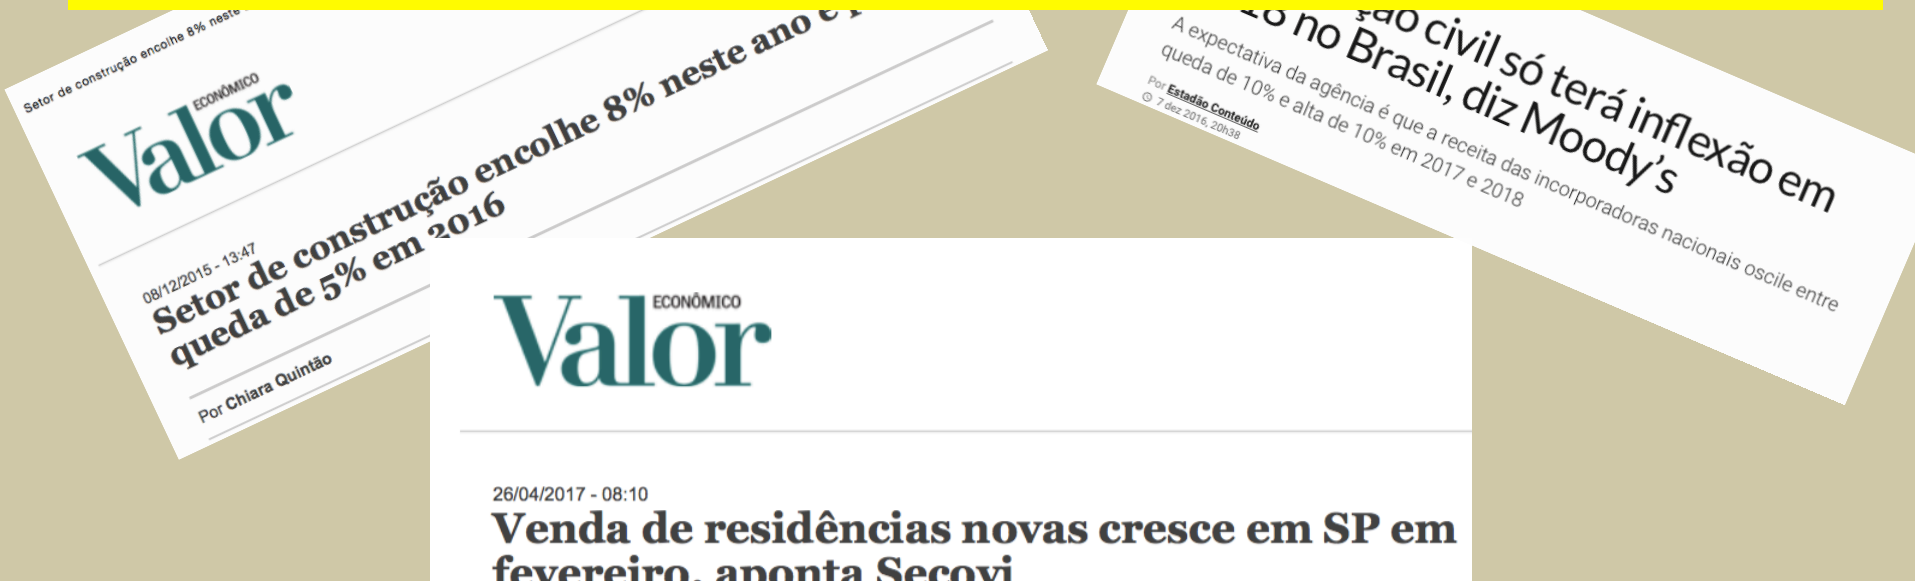 Setor de construção encolhe 8% neste
ECONÔMICO
Valor
08/12/2015 - 13:47
Setor de construção encolhe 8% neste ano e
queda de 5% em 2016
Por Chiara Quintão
civil só terá inflexão em
no Brasil, diz Moody's
A expectativa da agência é que a receita das incorporadoras nacionais oscile entre
queda de 10% e alta de 10% em 2017 e 2018
Por Estadão Conteúdo
7 dez 2016, 20h38
ECONÔMICO
Valor
26/04/2017 - 08:10
Venda de residências novas cresce em SP em
fevereiro, aponta Secovi